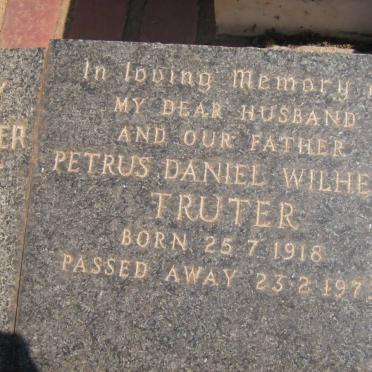 In loving Memory
MY DEAR HUSBAND
AND OUR FATHER
PETRUS DANIEL
TRUTER
BORN 25 7 1918
PASSED AWAY 23 2